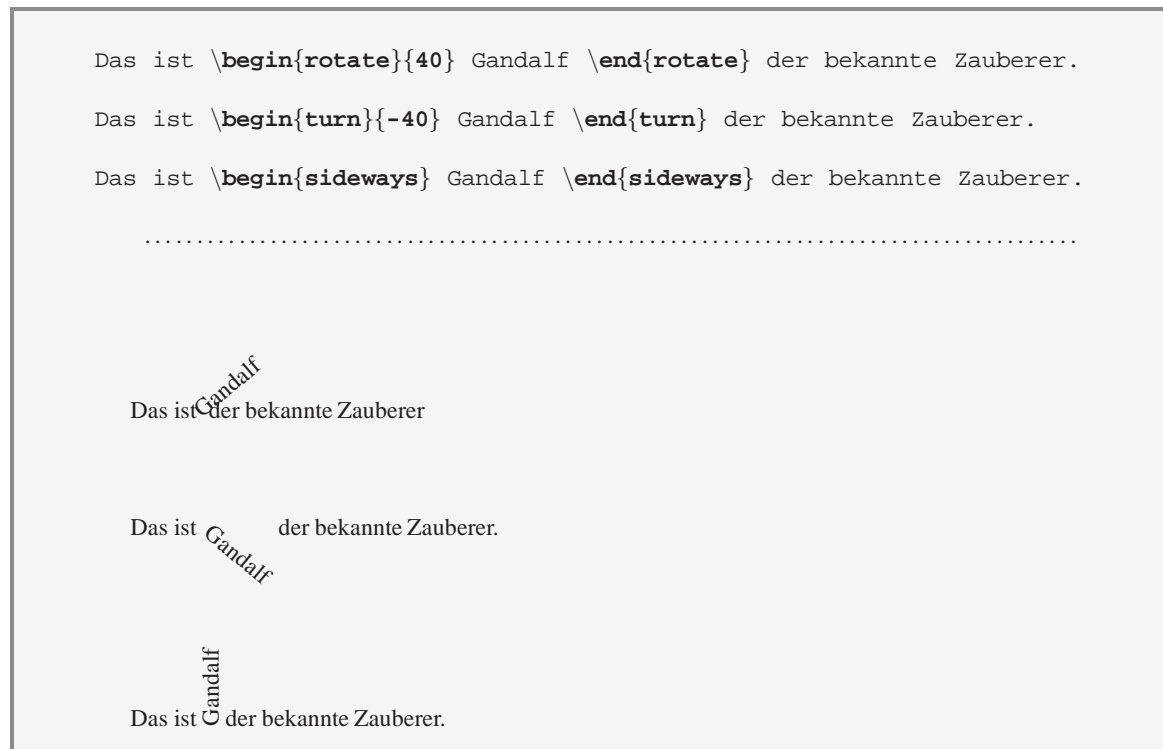 Das ist \begin{rotate}{40} Gandalf \end{rotate} der bekannte Zauberer.
Das ist \begin{turn}{-40} Gandalf \end{turn} der bekannte Zauberer.
Das ist \begin{sideways} Gandalf \end{sideways} der bekannte Zauberer.
..........................................................................................
Das ist Gandalf der bekannte Zauberer
Das ist Gandalf der bekannte Zauberer.
Das ist Gandalf der bekannte Zauberer.